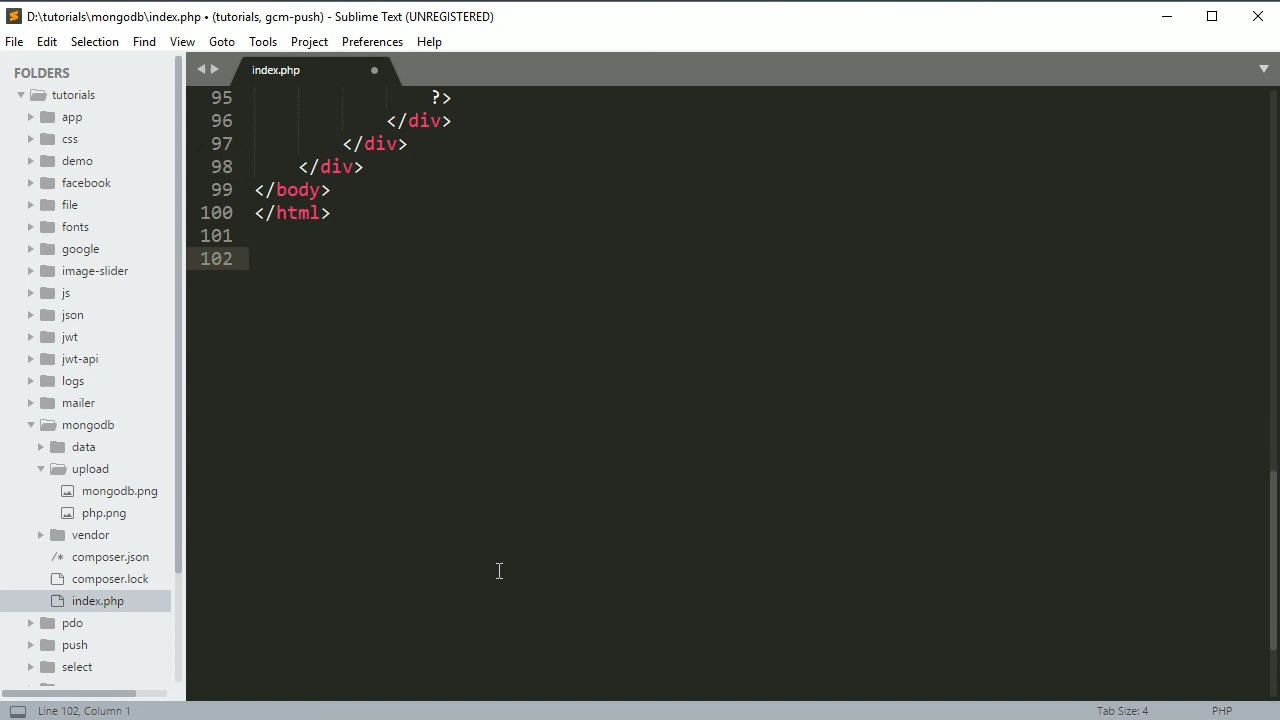 D:\tutorials\mongodb\index.php • (tutorials, gcm-push) - Sublime Text (UNREGISTERED)
File Edit Selection Find View Goto Tools Project Preferences Help
FOLDERS
tutorials
app
css
demo
facebook
file
fonts
google
image-slider
js
json
jwt
jwt-api
logs
mailer
mongodb
data
upload
mongodb.png
php.png
vendor
/* composer.json
composer.lock
index.php
pdo
push
select
index.php
95 ?>
96 </div>
97 </div>
98 </div>
99 </body>
100 </html>
101
102
Line 102, Column 1
Tab Size: 4
PHP